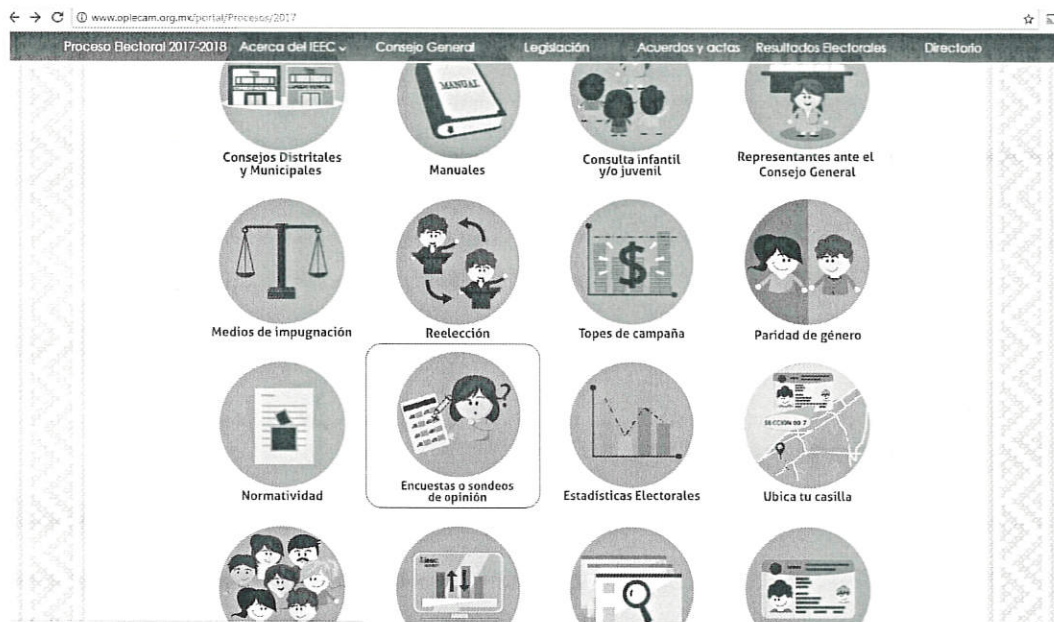 www.oplecam.org.mx/portal/Procesos/2017
Proceso Electoral 2017-2018 Acerca del IEEC Consejo General Legislación Acuerdos y actas Resultados Electorales Directorio
MANUAL
Consejos Distritales
y Municipales
Manuales
Consulta infantil
y/o juvenil
Representantes ante el
Consejo General
$
Medios de impugnación
Reelección
Topes de campaña
Paridad de género
?
SECCIÓN 00 7
Normatividad
Encuestas o sondeos
de opinión
Estadísticas Electorales
Ubica tu casilla